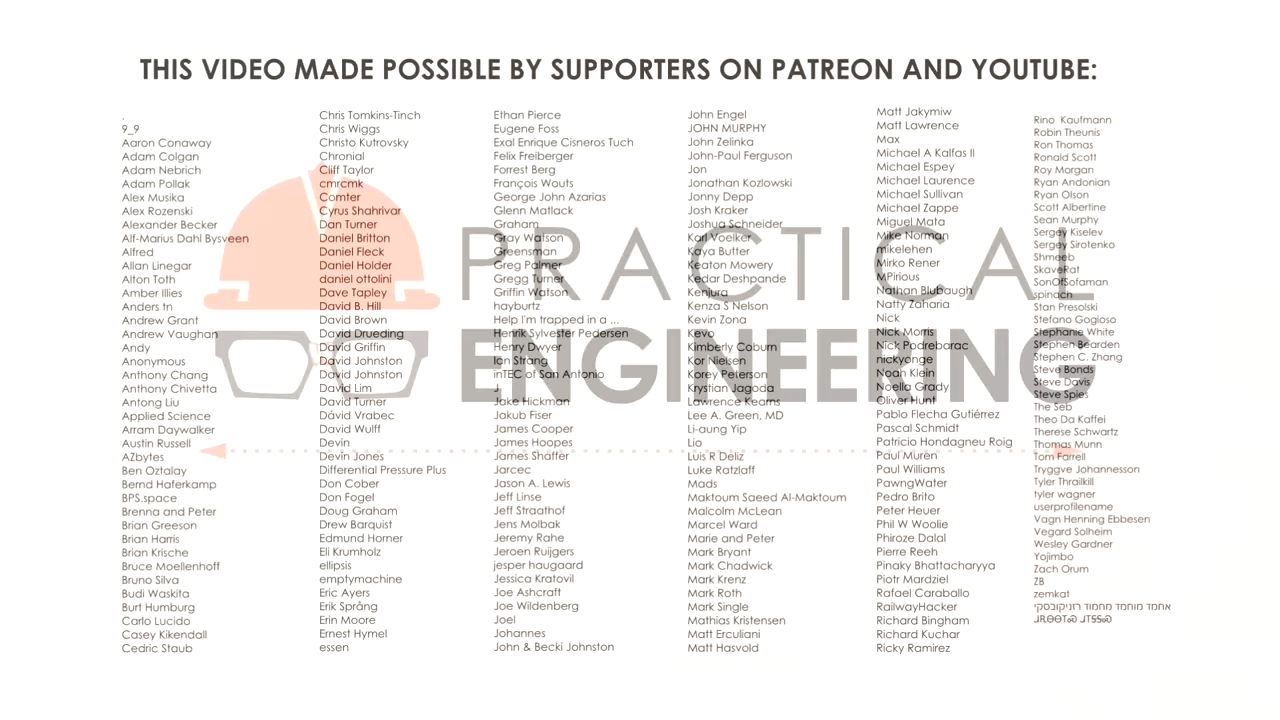 THIS VIDEO MADE POSSIBLE BY SUPPORTERS ON PATREON AND YOUTUBE:
.
9_9
Aaron Conaway
Adam Colgan
Adam Nebrich
Adam Pollak
Alex Musika
Alex Rozenski
Alexander Becker
Alf-Marius Dahl Bysveen
Alfred
Allan Linegar
Alton Toth
Amber Illies
Anders tn
Andrew Grant
Andrew Vaughan
Andy
Anonymous
Anthony Chang
Anthony Chivetta
Antong Liu
Applied Science
Arram Daywalker
Austin Russell
AZbytes
Ben Oztalay
Bernd Haferkamp
BPS.space
Brenna and Peter
Brian Greeson
Brian Harris
Brian Krische
Bruce Moellenhoff
Bruno Silva
Budi Waskita
Burt Humburg
Carlo Lucido
Casey Kikendall
Cedric Staub
Chris Tomkins-Tinch
Chris Wiggs
Christo Kutrovsky
Chronial
Cliff Taylor
cmrcmk
Comter
Cyrus Shahrivar
Dan Turner
Daniel Britton
Daniel Fleck
Daniel Holder
daniel ottolini
Dave Tapley
David B. Hill
David Brown
David Drueding
David Griffin
David Johnston
David Johnston
David Lim
David Turner
Dávid Vrabec
David Wulff
Devin
Devin Jones
Differential Pressure Plus
Don Cober
Don Fogel
Doug Graham
Drew Barquist
Edmund Horner
Eli Krumholz
ellipsis
emptymachine
Eric Ayers
Erik Språng
Erin Moore
Ernest Hymel
essen
Ethan Pierce
Eugene Foss
Exal Enrique Cisneros Tuch
Felix Freiberger
Forrest Berg
François Wouts
George John Azarias
Glenn Matlack
Graham
Gray Watson
Greensman
Greg Palmer
Gregg Turner
Griffin Watson
hayburtz
Help I'm trapped in a ...
Henrik Sylvester Pedersen
Henry Dwyer
Ian Strang
inTEC of San Antonio
J
Jake Hickman
Jakub Fiser
James Cooper
James Hoopes
James Shaffer
Jarcec
Jason A. Lewis
Jeff Linse
Jeff Straathof
Jens Molbak
Jeremy Rahe
Jeroen Ruijgers
jesper haugaard
Jessica Kratovil
Joe Ashcraft
Joe Wildenberg
Joel
Johannes
John & Becki Johnston
John Engel
JOHN MURPHY
John Zelinka
John-Paul Ferguson
Jon
Jonathan Kozlowski
Jonny Depp
Josh Kraker
Joshua Schneider
Karl Voelker
Kaya Butter
Keaton Mowery
Kedar Deshpande
Kenjura
Kenza S Nelson
Kevin Zona
Kevo
Kimberly Coburn
Kor Nielsen
Korey Peterson
Krystian Jagoda
Lawrence Kearns
Lee A. Green, MD
Li-aung Yip
Lio
Luis R Deliz
Luke Ratzlaff
Mads
Maktoum Saeed Al-Maktoum
Malcolm McLean
Marcel Ward
Marie and Peter
Mark Bryant
Mark Chadwick
Mark Krenz
Mark Roth
Mark Single
Mathias Kristensen
Matt Erculiani
Matt Hasvold
Matt Jakymiw
Matt Lawrence
Max
Michael A Kalfas II
Michael Espey
Michael Laurence
Michael Sullivan
Michael Zappe
Miguel Mata
Mike Norman
mikelehen
Mirko Rener
MPirious
Nathan Blubaugh
Natty Zaharia
Nick
Nick Morris
Nick Podrebarac
nickyonge
Noah Klein
Noella Grady
Oliver Hunt
Pablo Flecha Gutiérrez
Pascal Schmidt
Patricio Hondagneu Roig
Paul Muren
Paul Williams
PawngWater
Pedro Brito
Peter Heuer
Phil W Woolie
Phiroze Dalal
Pierre Reeh
Pinaky Bhattacharyya
Piotr Mardziel
Rafael Caraballo
RailwayHacker
Richard Bingham
Richard Kuchar
Ricky Ramirez
Rino Kaufmann
Robin Theunis
Ron Thomas
Ronald Scott
Roy Morgan
Ryan Andonian
Ryan Olson
Scott Albertine
Sean Murphy
Sergey Kiselev
Sergey Sirotenko
Shmeeb
SkaveRat
SonOfSofaman
spinach
Stan Presolski
Stefano Gogioso
Stephanie White
Stephen Bearden
Stephen C. Zhang
Steve Bonds
Steve Davis
Steve Spies
The Seb
Theo Da Kaffei
Therese Schwartz
Thomas Munn
Tom Farrell
Tryggve Johannesson
Tyler Thrailkill
tyler wagner
userprofilename
Vagn Henning Ebbesen
Vegard Solheim
Wesley Gardner
Yojimbo
Zach Orum
ZB
zemkat
אחמד מוחמד מחמוד רזניקובסקי
PRACTICAL
ENGINEERING